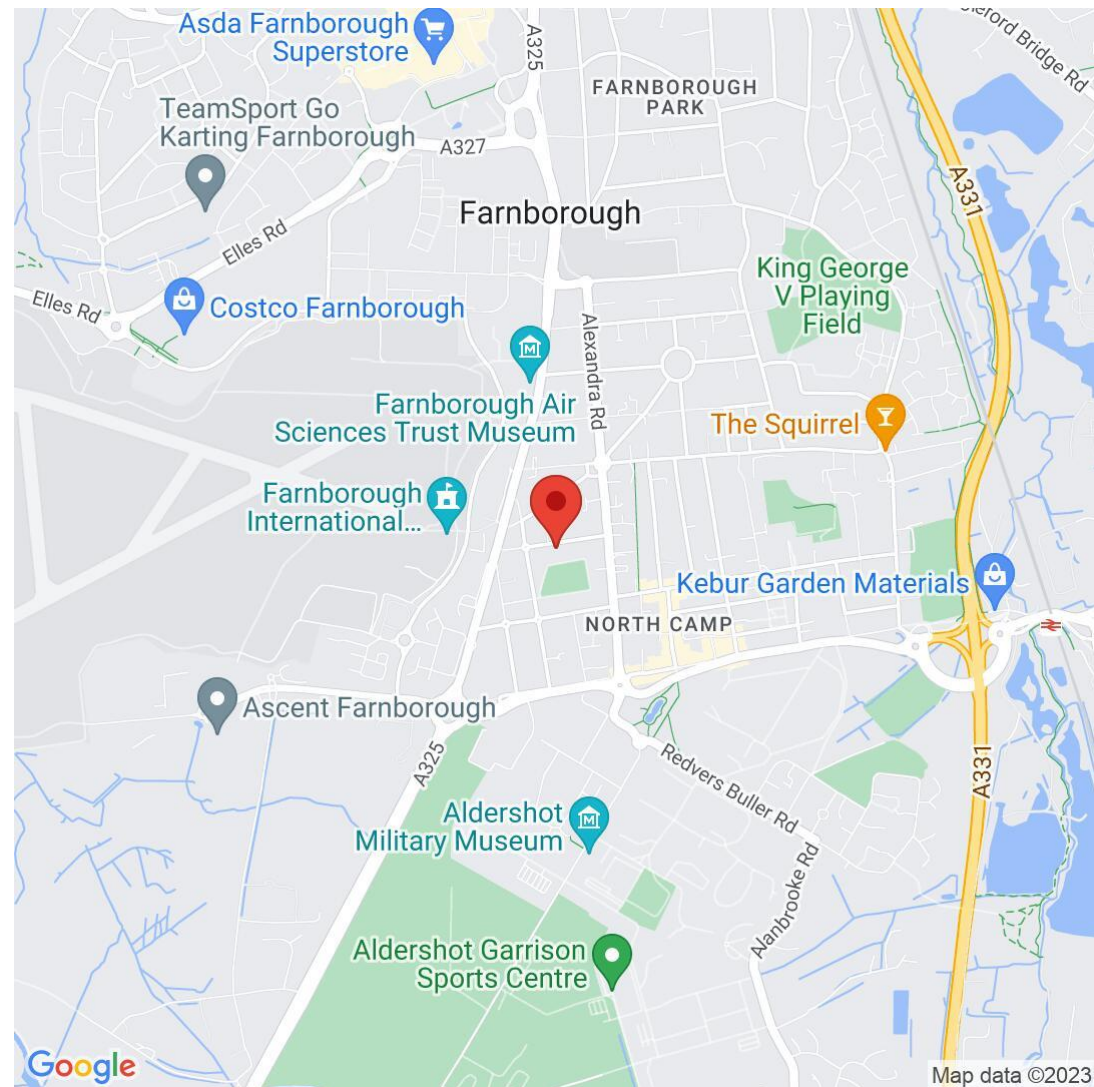 Asda Farnborough
Superstore
A325
FARNBOROUGH
PARK
TeamSport Go
Karting Farnborough
A327
A331
Farnborough
Elles Rd
King George
V Playing
Field
Elles Rd
Costco Farnborough
Alexandra Rd
Farnborough Air
Sciences Trust Museum
The Squirrel
Farnborough
International...
Kebur Garden Materials
NORTH CAMP
Ascent Farnborough
A325
Redvers Buller Rd
A331
Aldershot
Military Museum
Alanbrooke Rd
Aldershot Garrison
Sports Centre
Google
Map data ©2023